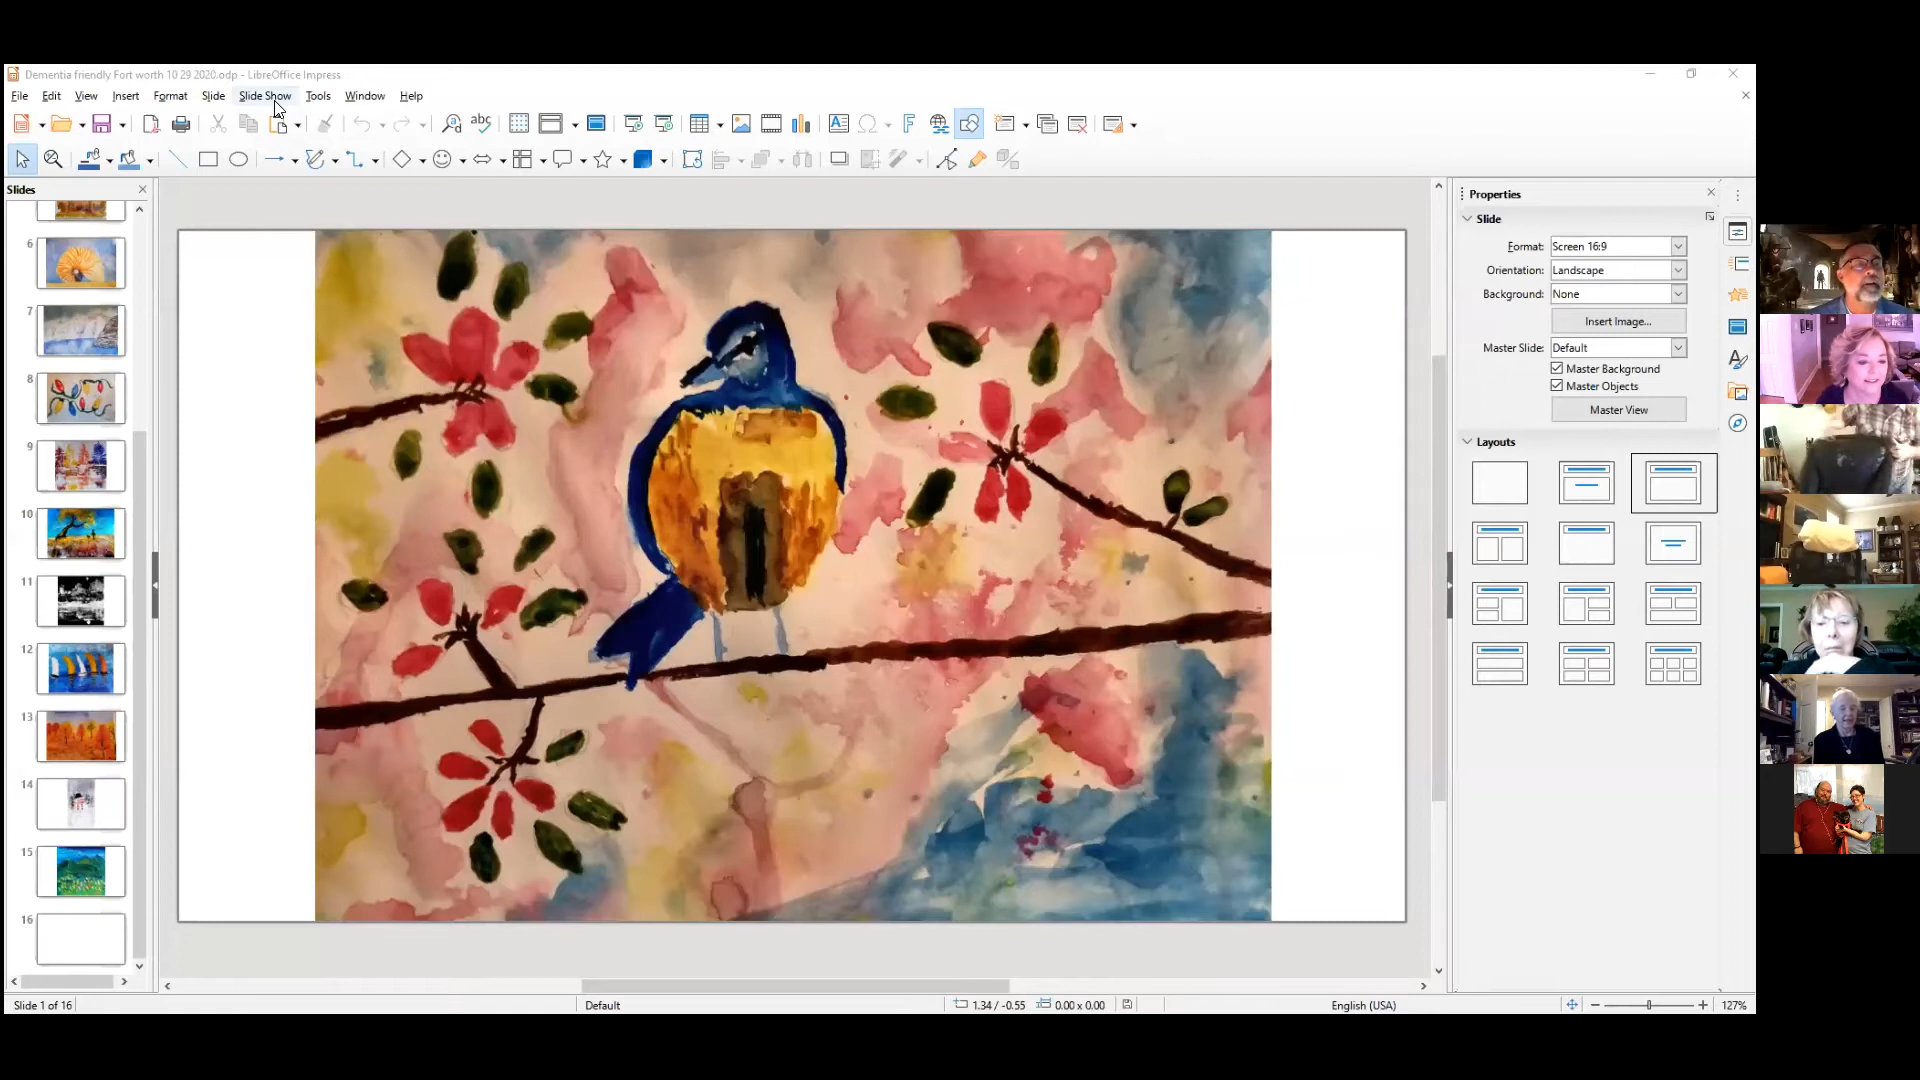 Dementia friendly Fort worth 10 29 2020.odp - LibreOffice Impress
File Edit View Insert Format Slide Slide Show Tools Window Help
Slides
6
7
8
9
10
11
12
13
14
15
16
Properties
Slide
Format: Screen 16:9
Orientation: Landscape
Background: None
Insert Image...
Master Slide: Default
Master Background
Master Objects
Master View
Layouts
Slide 1 of 16
Default
1.34 / -0.55
0.00 x 0.00
English (USA)
127%